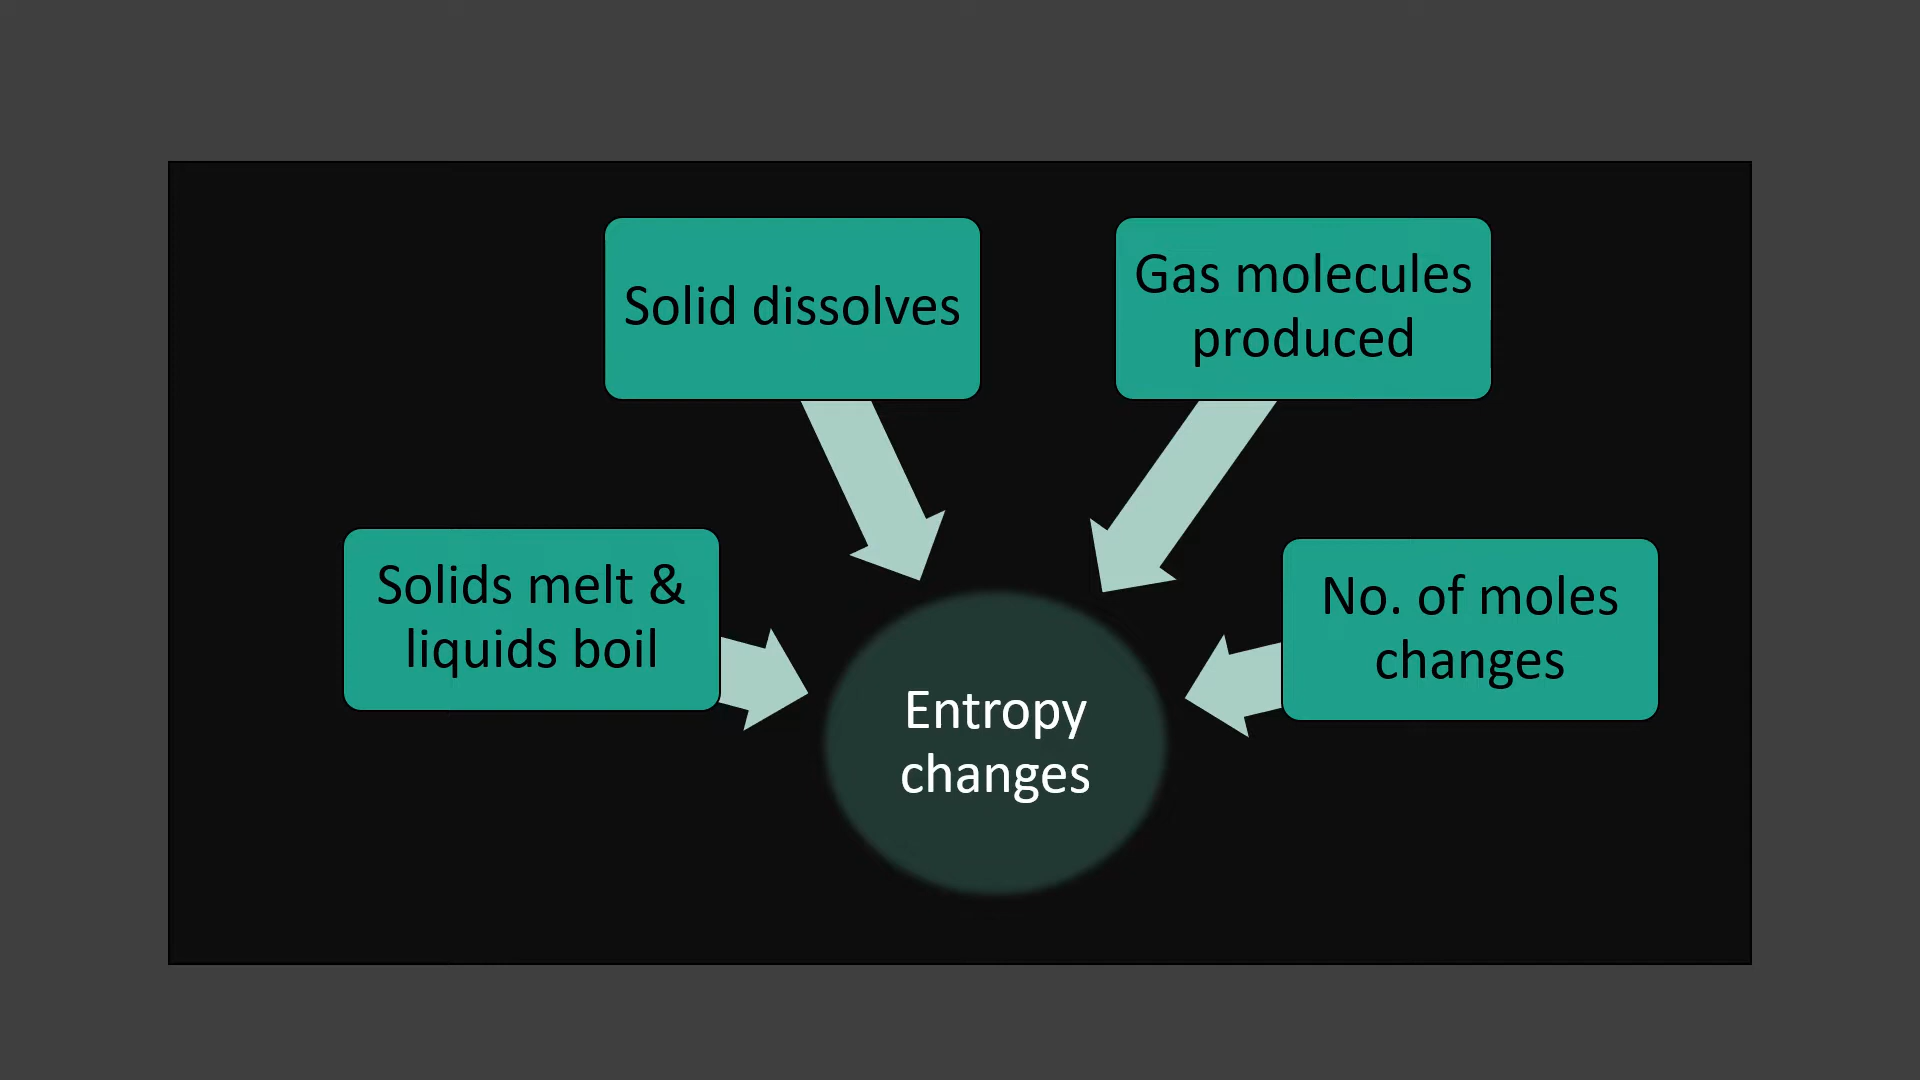 Solid dissolves
Gas molecules
produced
Solids melt &
liquids boil
No. of moles
changes
Entropy
changes